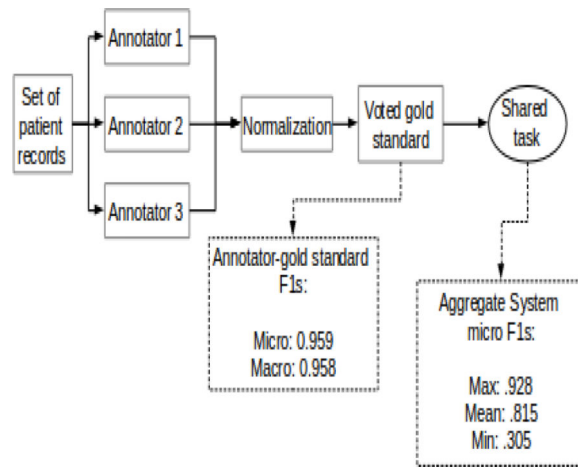 Annotator 1
Set of
patient
records
Annotator 2
Annotator 3
Normalization
Voted gold
standard
Shared
task
Annotator-gold standard
F1s:
Micro: 0.959
Macro: 0.958
Aggregate System
micro F1s:
Max: .928
Mean: .815
Min: .305